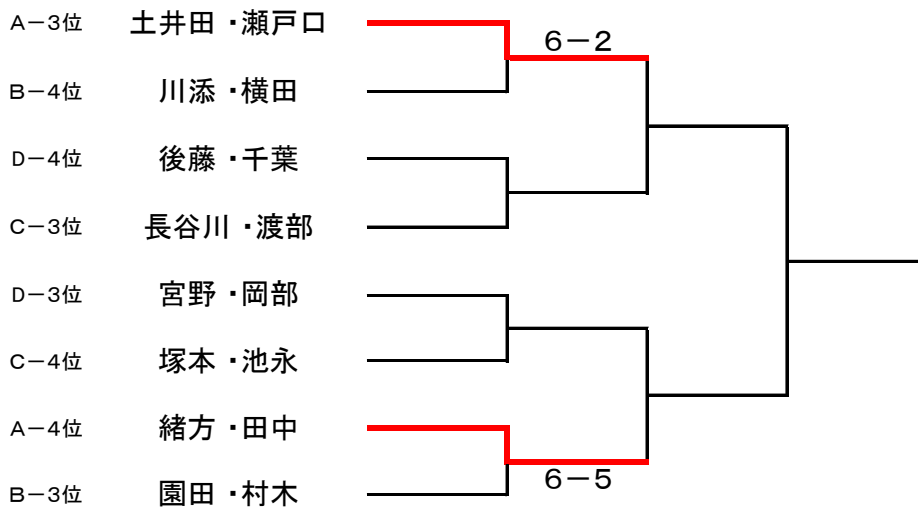 A－3位 土井田・瀬戸口
6－2
B－4位 川添・横田
D－4位 後藤・千葉
C－3位 長谷川・渡部
D－3位 宮野・岡部
C－4位 塚本・池永
A－4位 緒方・田中
6－5
B－3位 園田・村木